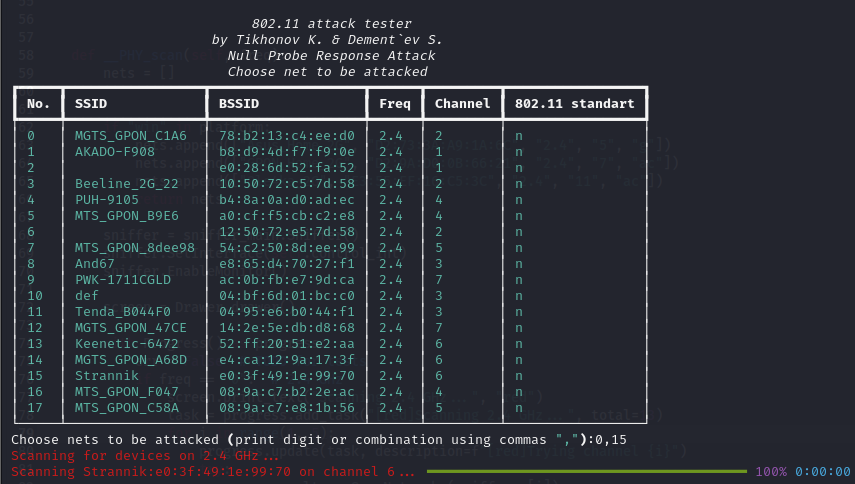 802.11 attack tester
by Tikhonov K. & Dement`ev S.
Null Probe Response Attack
Choose net to be attacked
No. SSID BSSID Freq Channel 802.11 standart
0 MGTS_GPON_C1A6 78:b2:13:c4:ee:d0 2.4 2 n
1 AKADO-F908 b8:d9:4d:f7:f9:0e 2.4 1 n
2 e0:28:6d:52:fa:52 2.4 1 n
3 Beeline_2G_22 10:50:72:c5:7d:58 2.4 2 n
4 PUH-9105 b4:8a:0a:d0:ad:ec 2.4 4 n
5 MTS_GPON_B9E6 a0:cf:f5:cb:c2:e8 2.4 4 n
6 12:50:72:e5:7d:58 2.4 2 n
7 MTS_GPON_8dee98 54:c2:50:8d:ee:99 2.4 5 n
8 And67 e8:65:d4:70:27:f1 2.4 3 n
9 PWK-1711CGLD ac:0b:fb:e7:9d:ca 2.4 7 n
10 def 04:bf:6d:01:bc:c0 2.4 3 n
11 Tenda_B044F0 04:95:e6:b0:44:f1 2.4 3 n
12 MGTS_GPON_47CE 14:2e:5e:db:d8:68 2.4 7 n
13 Keenetic-6472 52:ff:20:51:e2:aa 2.4 6 n
14 MGTS_GPON_A68D e4:ca:12:9a:17:3f 2.4 6 n
15 Strannik e0:3f:49:1e:99:70 2.4 6 n
16 MTS_GPON_F047 08:9a:c7:b2:2e:ac 2.4 4 n
17 MTS_GPON_C58A 08:9a:c7:e8:1b:56 2.4 5 n
Choose nets to be attacked (print digit or combination using commas ","):0,15
Scanning for devices on 2.4 GHz...
Scanning Strannik:e0:3f:49:1e:99:70 on channel 6... 100% 0:00:00